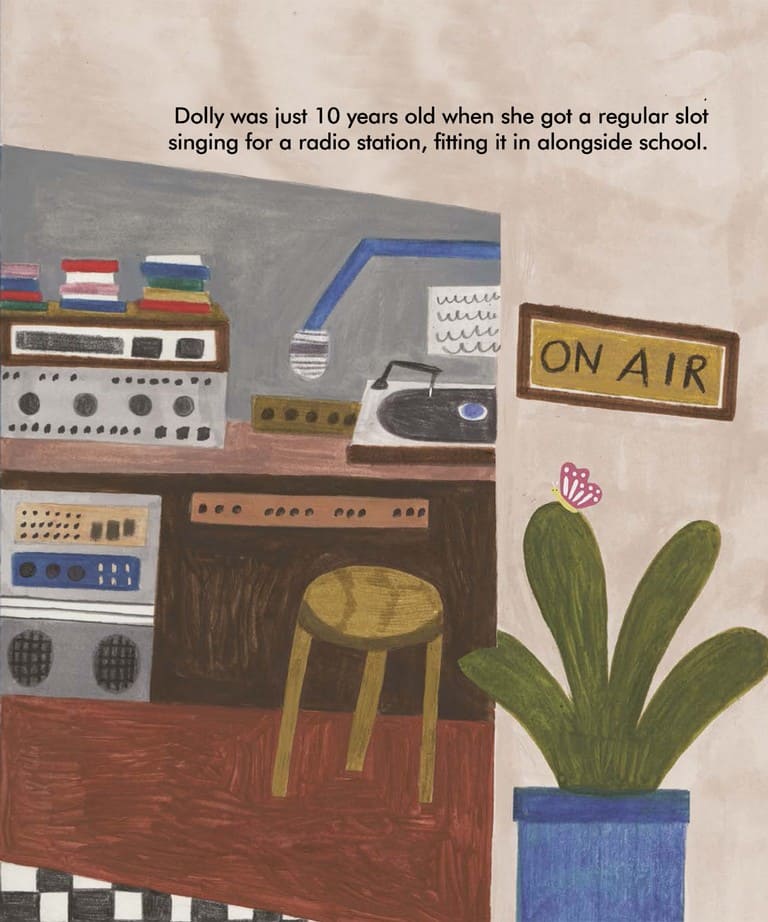 Dolly was just 10 years old when she got a regular slot
singing for a radio station, fitting it in alongside school.
ON AIR